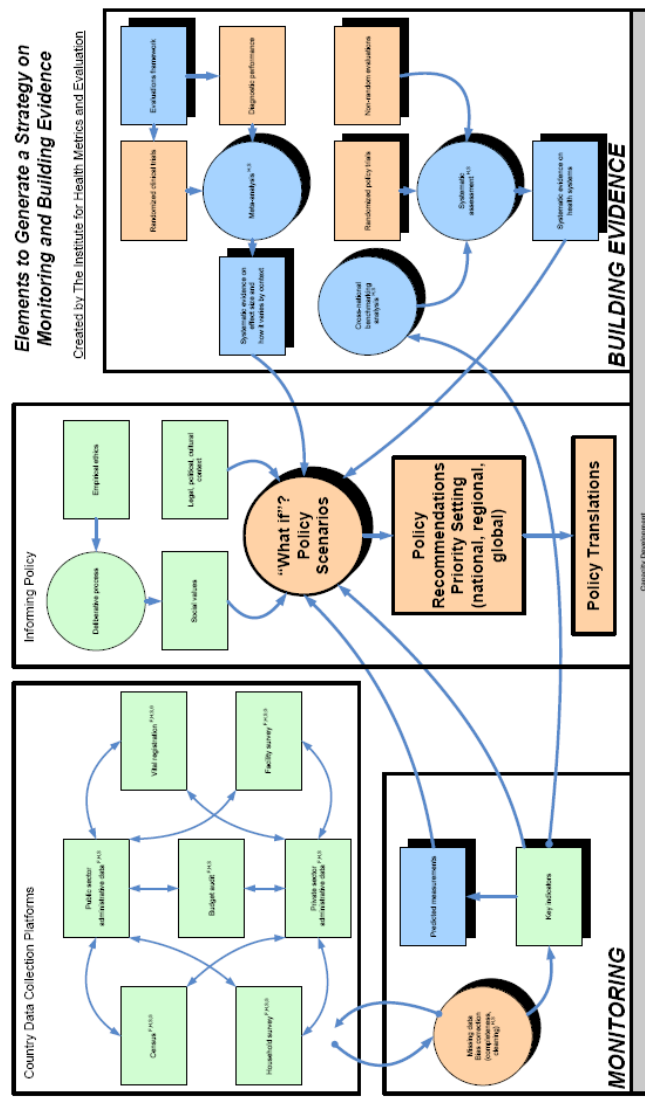 Elements to Generate a Strategy on
Monitoring and Building Evidence
Created by The Institute for Health Metrics and Evaluation
Country Data Collection Platforms
Census F,H,S,S
Household survey F,H,S,S
Public sector
administrative data F,H,S
Budget audit F,H,S
Private sector
administrative data F,H,S
Vital registration F,H,S,S
Facility survey F,H,S,S
MONITORING
Missing data
Bias correction
(completeness,
cleaning) H,S
Predicted measurements
Key indicators
Informing Policy
Deliberative process
Empirical ethics
Social values
Legal, political, cultural
context
“What if”?
Policy
Scenarios
Policy
Recommendations
Priority Setting
(national, regional,
global)
Policy Translations
Evaluations framework
Randomized clinical trials
Diagnostic performance
Meta-analysis H,S
Systematic evidence on
effect size and
how it varies by context
Cross-national
benchmarking
analysis H,S
Randomized policy trials
Non-random evaluations
Systematic
assessment H,S
Systematic evidence on
health systems
BUILDING EVIDENCE
Capacity Development